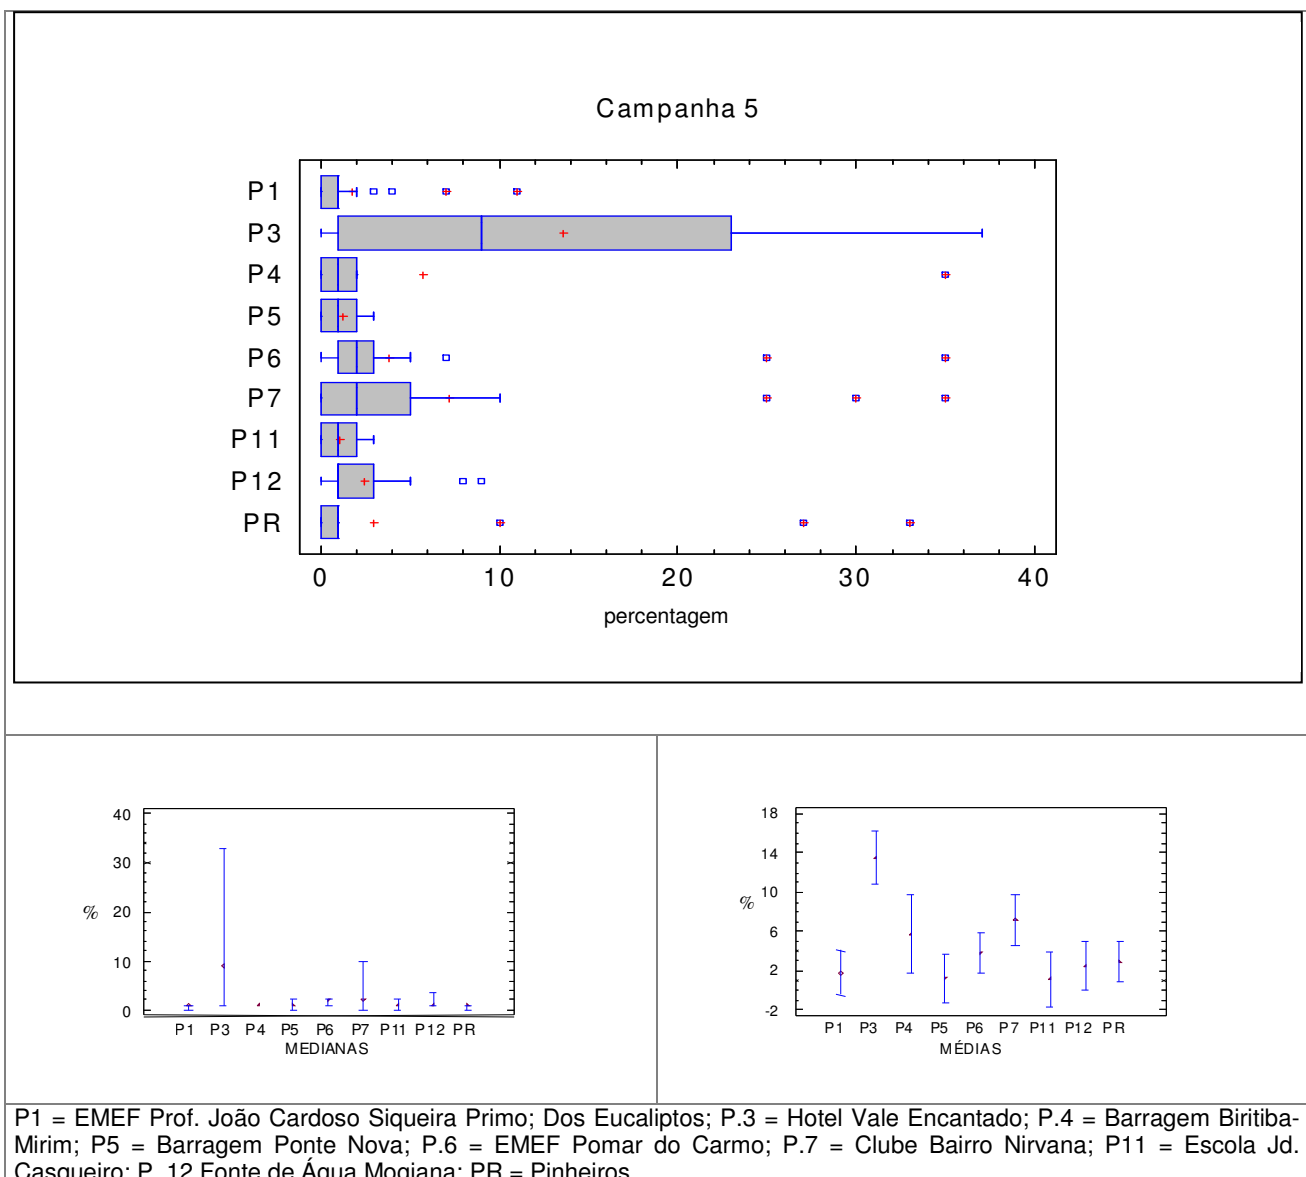 Campanha 5
P1
P3
P4
P5
P6
P7
P11
P12
PR
0 10 20 30 40
percentagem
40
30
20
10
0
%
P1 P3 P4 P5 P6 P7 P11 P12 PR
MEDIANAS
18
14
10
6
2
-2
%
P1 P3 P4 P5 P6 P7 P11 P12 PR
MÉDIAS
P1 = EMEF Prof. João Cardoso Siqueira Primo; Dos Eucaliptos; P.3 = Hotel Vale Encantado; P.4 = Barragem Biritiba-
Mirim; P5 = Barragem Ponte Nova; P.6 = EMEF Pomar do Carmo; P.7 = Clube Bairro Nirvana; P11 = Escola Jd.
Casqueiro; P. 12 Fonte de Água Mogiana; PR = Pinheiros